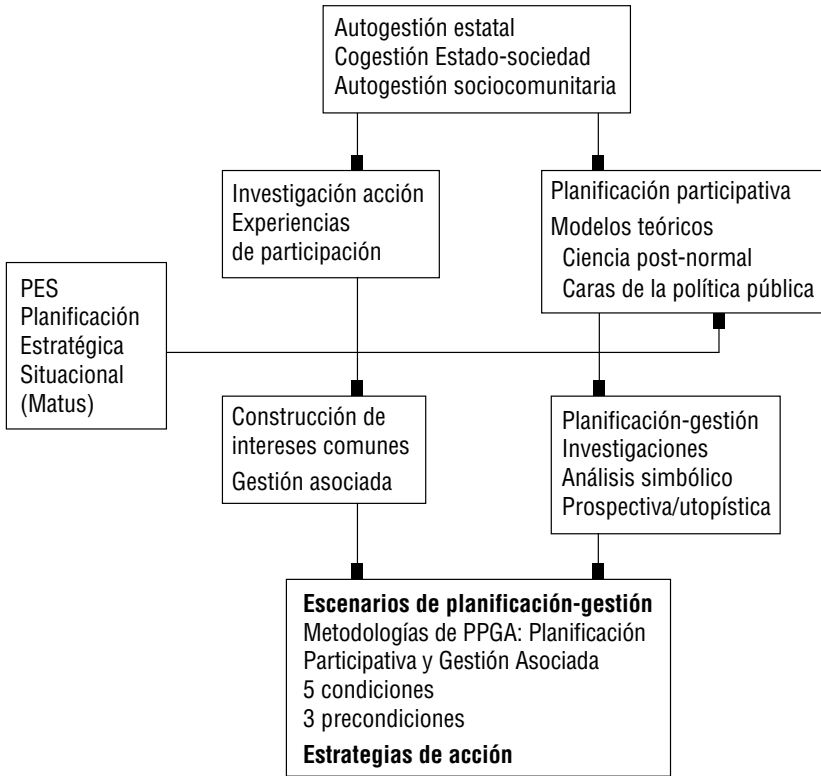 Autogestión estatal
Cogestión Estado-sociedad
Autogestión sociocomunitaria
Investigación acción
Experiencias
de participación
Planificación participativa
Modelos teóricos
Ciencia post-normal
Caras de la política pública
PES
Planificación
Estratégica
Situacional
(Matus)
Construcción de
intereses comunes
Gestión asociada
Planificación-gestión
Investigaciones
Análisis simbólico
Prospectiva/utopística
Escenarios de planificación-gestión
Metodologías de PPGA: Planificación
Participativa y Gestión Asociada
5 condiciones
3 precondiciones
Estrategias de acción